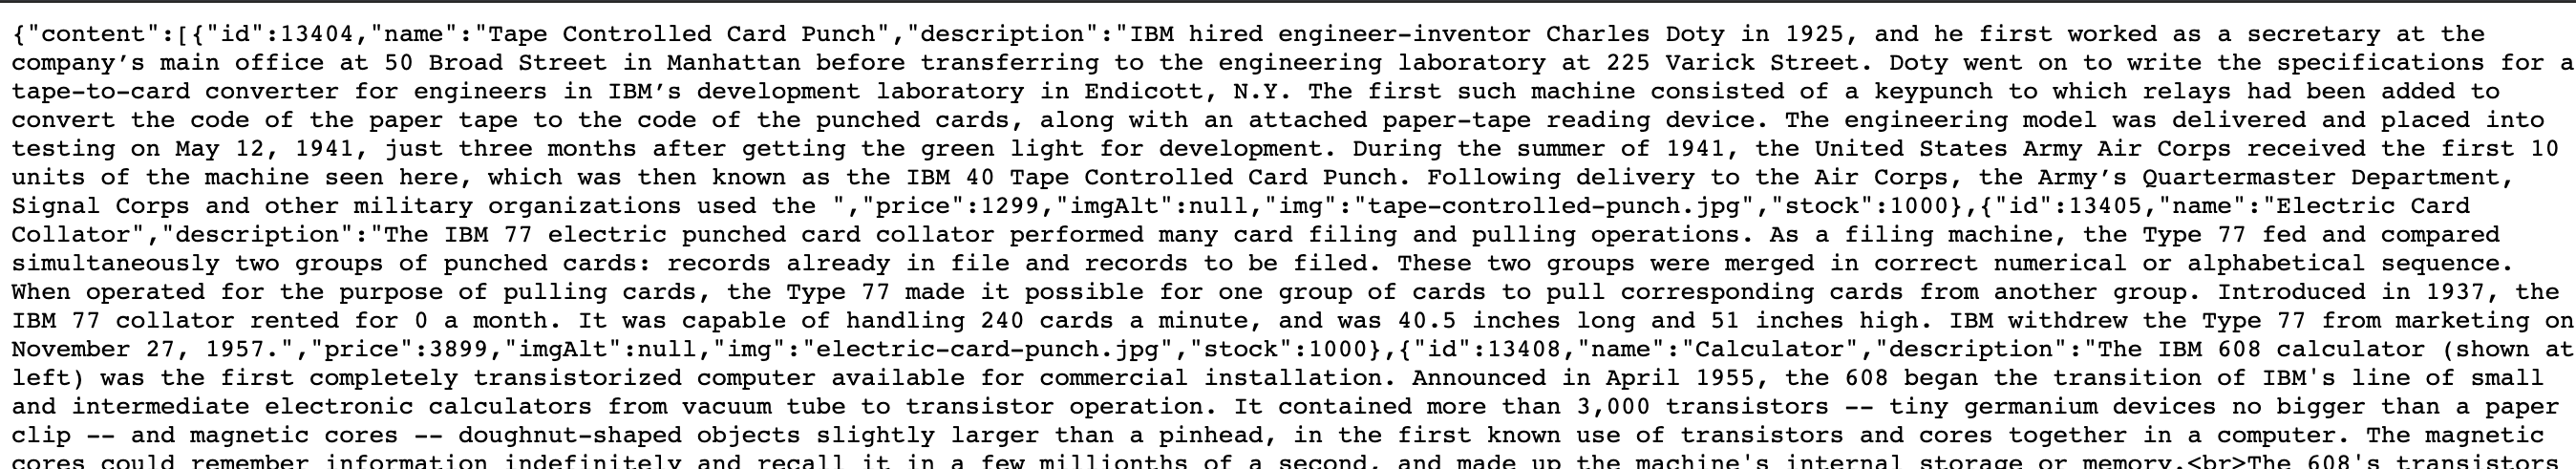 {"content":[{"id":13404,"name":"Tape Controlled Card Punch","description":"IBM hired engineer-inventor Charles Doty in 1925, and he first worked as a secretary at the
company’s main office at 50 Broad Street in Manhattan before transferring to the engineering laboratory at 225 Varick Street. Doty went on to write the specifications for a
tape-to-card converter for engineers in IBM’s development laboratory in Endicott, N.Y. The first such machine consisted of a keypunch to which relays had been added to
convert the code of the paper tape to the code of the punched cards, along with an attached paper-tape reading device. The engineering model was delivered and placed into
testing on May 12, 1941, just three months after getting the green light for development. During the summer of 1941, the United States Army Air Corps received the first 10
units of the machine seen here, which was then known as the IBM 40 Tape Controlled Card Punch. Following delivery to the Air Corps, the Army’s Quartermaster Department,
Signal Corps and other military organizations used the ","price":1299,"imgAlt":null,"img":"tape-controlled-punch.jpg","stock":1000},{"id":13405,"name":"Electric Card
Collator","description":"The IBM 77 electric punched card collator performed many card filing and pulling operations. As a filing machine, the Type 77 fed and compared
simultaneously two groups of punched cards: records already in file and records to be filed. These two groups were merged in correct numerical or alphabetical sequence.
When operated for the purpose of pulling cards, the Type 77 made it possible for one group of cards to pull corresponding cards from another group. Introduced in 1937, the
IBM 77 collator rented for 0 a month. It was capable of handling 240 cards a minute, and was 40.5 inches long and 51 inches high. IBM withdrew the Type 77 from marketing on
November 27, 1957.","price":3899,"imgAlt":null,"img":"electric-card-punch.jpg","stock":1000},{"id":13408,"name":"Calculator","description":"The IBM 608 calculator (shown at
left) was the first completely transistorized computer available for commercial installation. Announced in April 1955, the 608 began the transition of IBM's line of small
and intermediate electronic calculators from vacuum tube to transistor operation. It contained more than 3,000 transistors -- tiny germanium devices no bigger than a paper
clip -- and magnetic cores -- doughnut-shaped objects slightly larger than a pinhead, in the first known use of transistors and cores together in a computer. The magnetic
cores could remember information indefinitely and recall it in a few millionths of a second, and made up the machine's internal storage or memory.<br>The 608's transistors